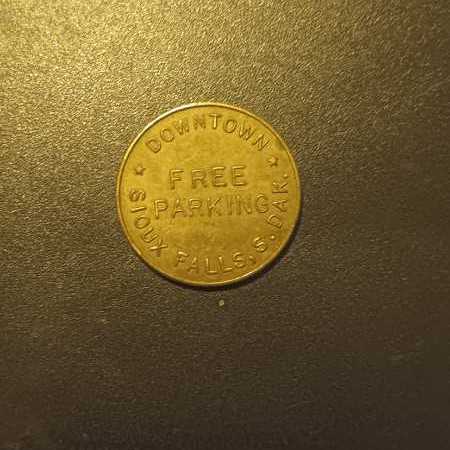 DOWNTOWN
FREE
PARKING
SIOUX FALLS, S. DAK.